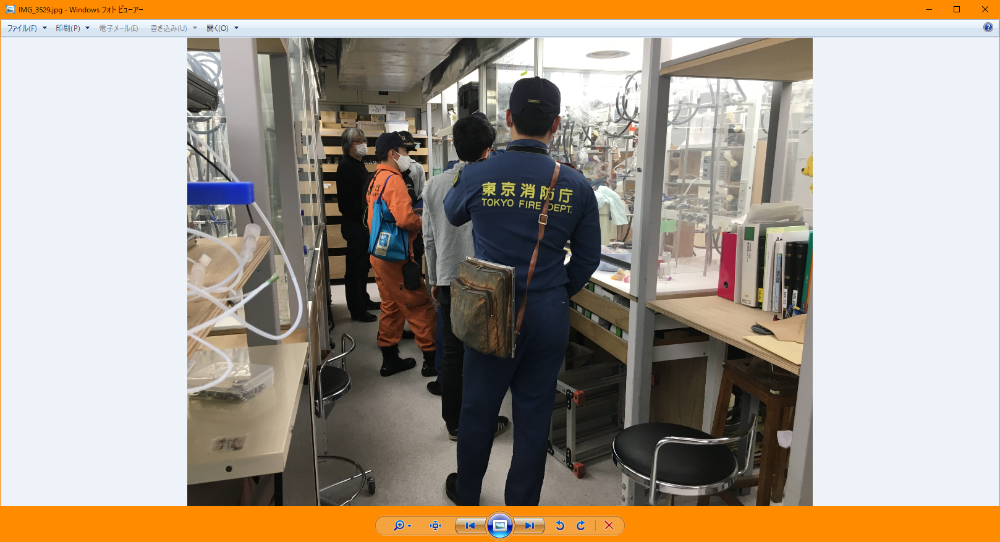 IMG_3529.jpg - Windows フォト ビューアー
ファイル(F) 印刷(P) 電子メール(E) 書き込み(U) 開く(O)
東京消防庁
TOKYO FIRE DEPT.